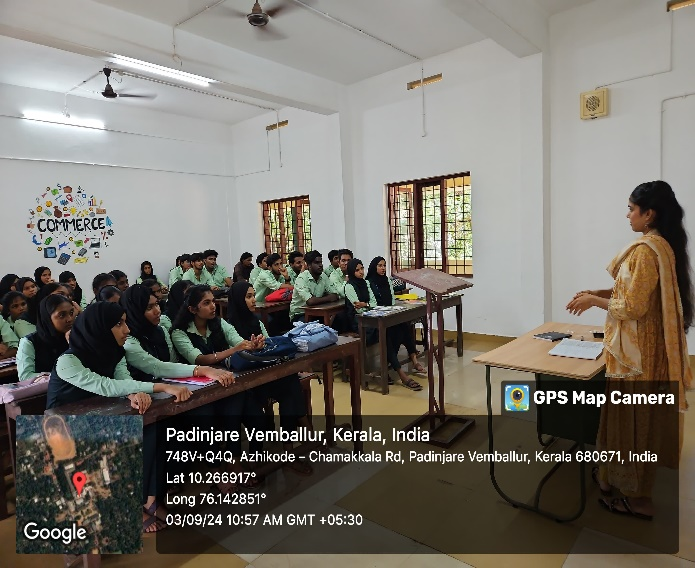 COMMERCE
GPS Map Camera
Padinjare Vemballur, Kerala, India
748V+Q4Q, Azhikode – Chamakkala Rd, Padinjare Vemballur, Kerala 680671, India
Lat 10.266917°
Long 76.142851°
03/09/24 10:57 AM GMT +05:30
Google